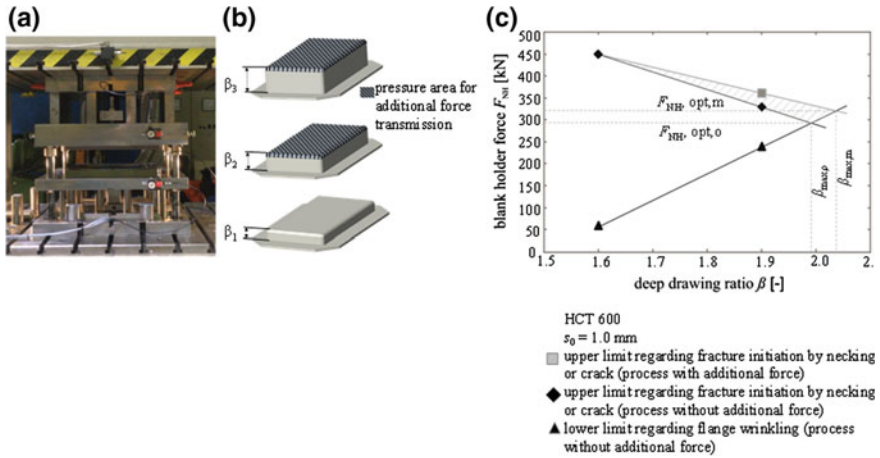 (a)
(b)
β3
β2
β1
pressure area for
additional force
transmission
(c)
blank holder force FNH [kN]
500
450
400
350
300
250
200
150
100
50
0
FNH, opt,m
FNH, opt,o
βmax,o
βmax,m
1.5
1.6
1.7
1.8
1.9
2.0
2.
deep drawing ratio β [-]
HCT 600
s0 = 1.0 mm
upper limit regarding fracture initiation by necking
or crack (process with additional force)
upper limit regarding fracture initiation by necking
or crack (process without additional force)
lower limit regarding flange wrinkling (process
without additional force)